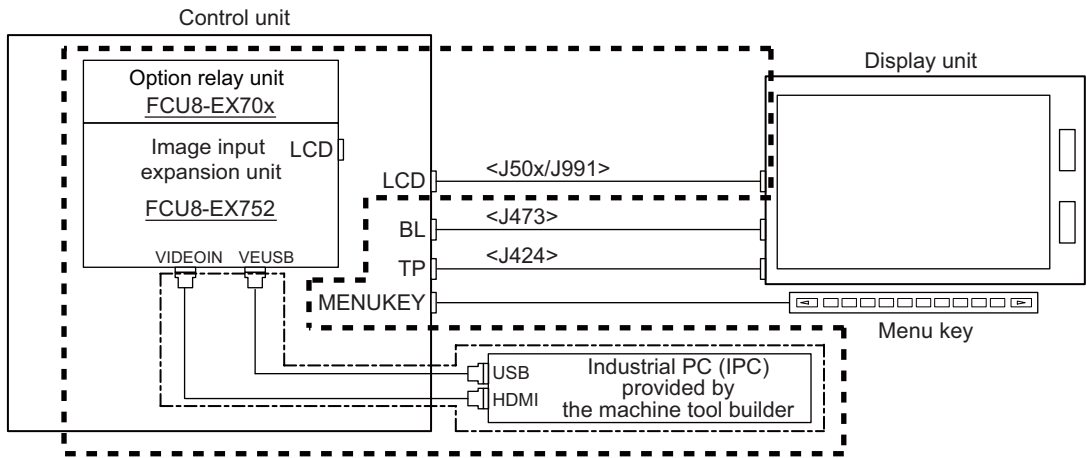 Control unit
Option relay unit
FCU8-EX70x
Image input
expansion unit
LCD
FCU8-EX752
VIDEOIN
VEUSB
LCD
BL
TP
MENUKEY
<J50x/J991>
<J473>
<J424>
Display unit
Menu key
USB
HDMI
Industrial PC (IPC)
provided by
the machine tool builder